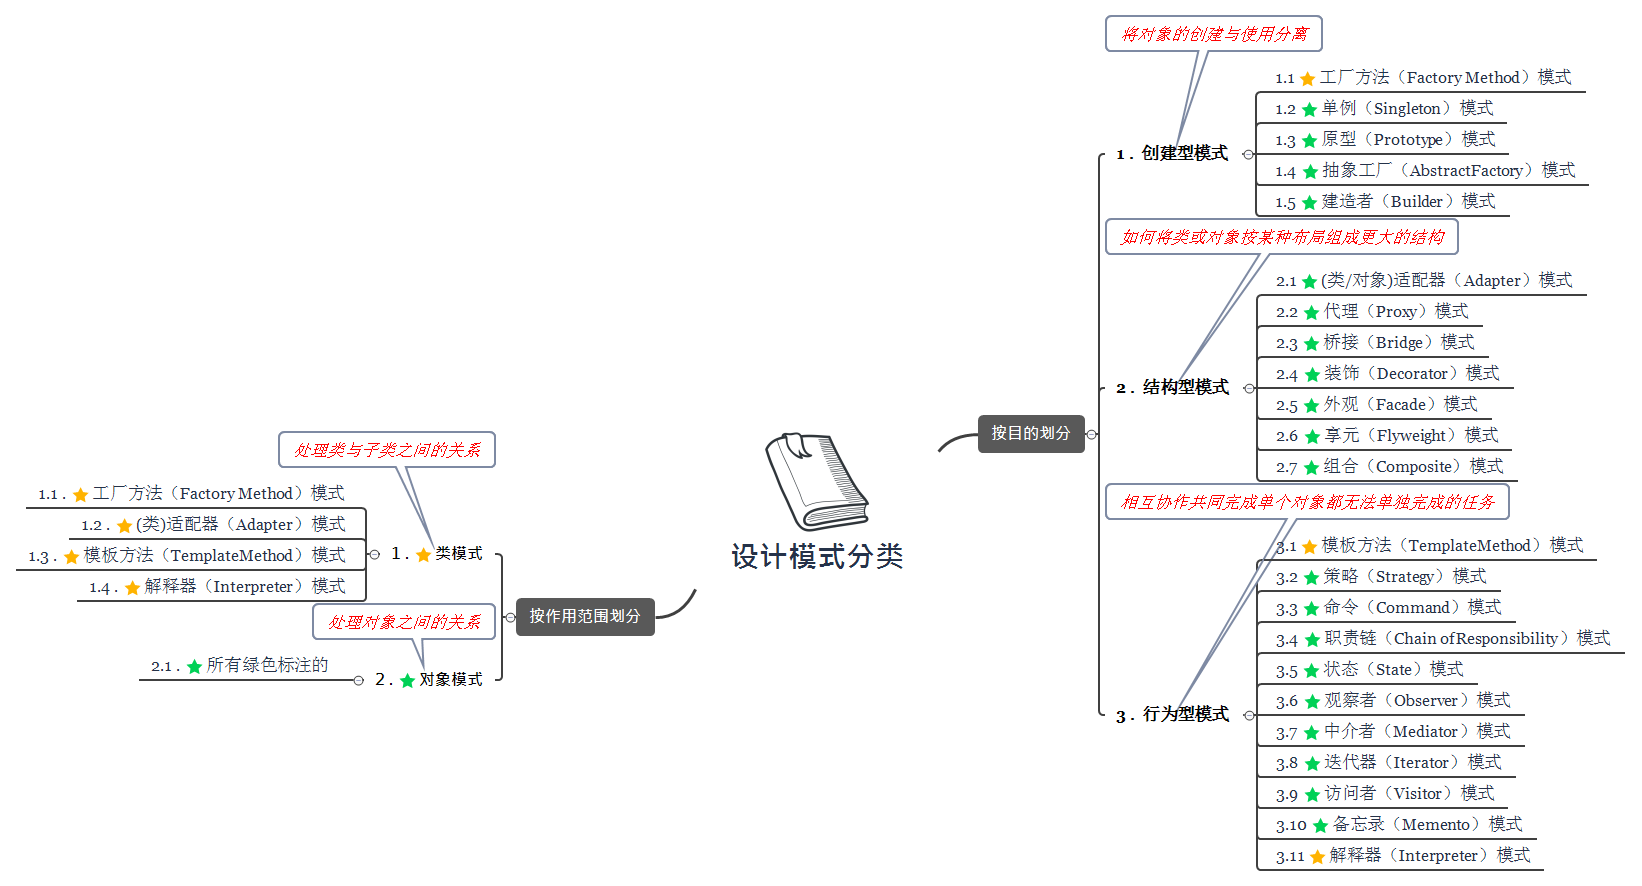 设计模式分类
按目的划分
将对象的创建与使用分离
1 . 创建型模式
1.1 工厂方法（Factory Method）模式
1.2 单例（Singleton）模式
1.3 原型（Prototype）模式
1.4 抽象工厂（AbstractFactory）模式
1.5 建造者（Builder）模式
如何将类或对象按某种布局组成更大的结构
2 . 结构型模式
2.1 (类/对象)适配器（Adapter）模式
2.2 代理（Proxy）模式
2.3 桥接（Bridge）模式
2.4 装饰（Decorator）模式
2.5 外观（Facade）模式
2.6 享元（Flyweight）模式
2.7 组合（Composite）模式
相互协作共同完成单个对象都无法单独完成的任务
3 . 行为型模式
3.1 模板方法（TemplateMethod）模式
3.2 策略（Strategy）模式
3.3 命令（Command）模式
3.4 职责链（Chain ofResponsibility）模式
3.5 状态（State）模式
3.6 观察者（Observer）模式
3.7 中介者（Mediator）模式
3.8 迭代器（Iterator）模式
3.9 访问者（Visitor）模式
3.10 备忘录（Memento）模式
3.11 解释器（Interpreter）模式
按作用范围划分
处理类与子类之间的关系
1 . 类模式
1.1 . 工厂方法（Factory Method）模式
1.2 . (类)适配器（Adapter）模式
1.3 . 模板方法（TemplateMethod）模式
1.4 . 解释器（Interpreter）模式
处理对象之间的关系
2 . 对象模式
2.1 . 所有绿色标注的